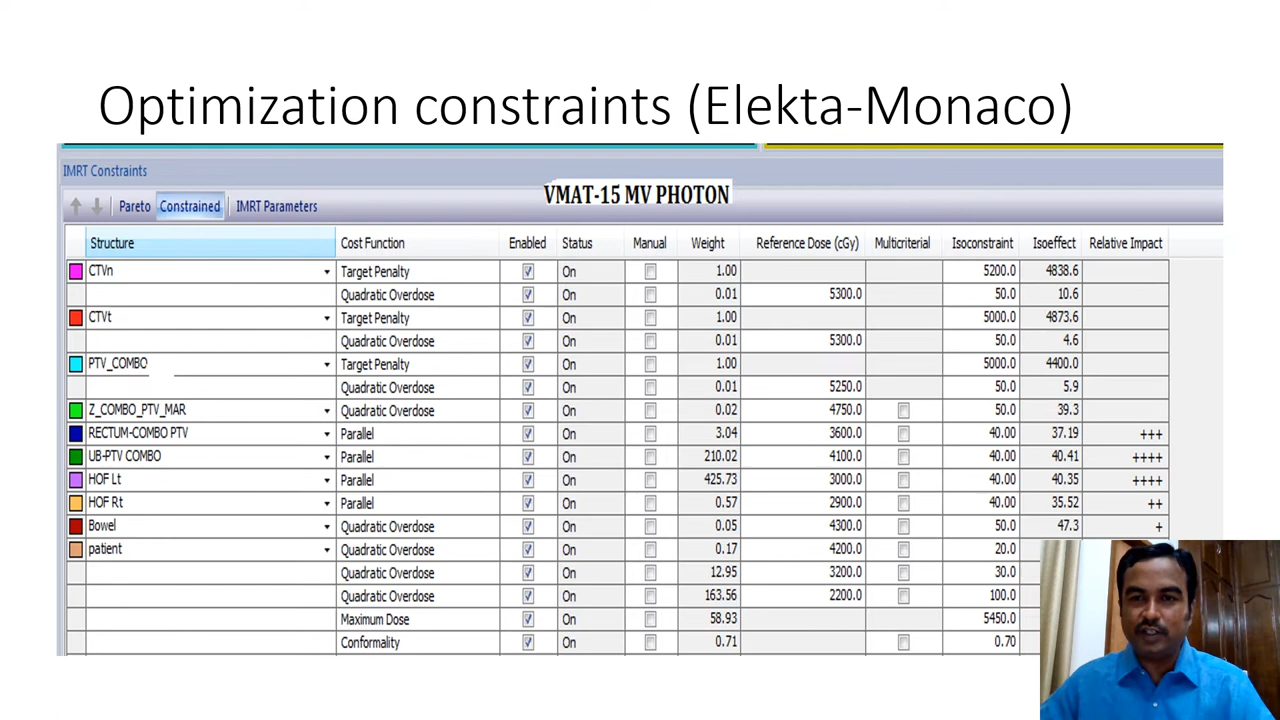 Optimization constraints (Elekta-Monaco)
IMRT Constraints
VMAT-15 MV PHOTON
Pareto Constrained IMRT Parameters
Structure Cost Function Enabled Status Manual Weight Reference Dose (cGy) Multicriterial Isoconstraint Isoeffect Relative Impact
CTVn Target Penalty On 1.00 5200.0 4838.6
Quadratic Overdose On 0.01 5300.0 50.0 10.6
CTVt Target Penalty On 1.00 5000.0 4873.6
Quadratic Overdose On 0.01 5300.0 50.0 4.6
PTV_COMBO Target Penalty On 1.00 5000.0 4400.0
Quadratic Overdose On 0.01 5250.0 50.0 5.9
Z_COMBO_PTV_MAR Quadratic Overdose On 0.02 4750.0 50.0 39.3
RECTUM-COMBO PTV Parallel On 3.04 3600.0 40.00 37.19 +++
UB-PTV COMBO Parallel On 210.02 4100.0 40.00 40.41 ++++
HOF Lt Parallel On 425.73 3000.0 40.00 40.35 ++++
HOF Rt Parallel On 0.57 2900.0 40.00 35.52 ++
Bowel Quadratic Overdose On 0.05 4300.0 50.0 47.3 +
patient Quadratic Overdose On 0.17 4200.0 20.0
Quadratic Overdose On 12.95 3200.0 30.0
Quadratic Overdose On 163.56 2200.0 100.0
Maximum Dose On 58.93 5450.0
Conformality On 0.71 0.70